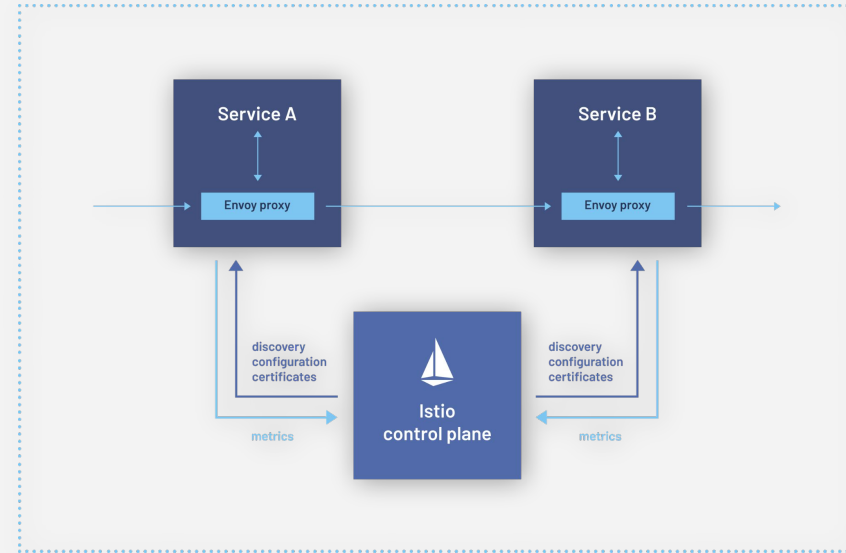 Service A
Service B
Envoy proxy
Envoy proxy
discovery
configuration
certificates
discovery
configuration
certificates
Istio
control plane
metrics
metrics